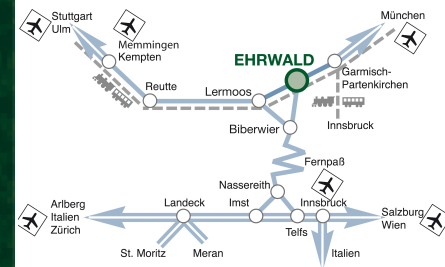 Stuttgart
Ulm
München
Memmingen
Kempten
EHRWALD
Garmisch-
Partenkirchen
Reutte
Lermoos
Biberwier
Innsbruck
Fernpaß
Nassereith
Arlberg
Italien
Zürich
Landeck
Imst
Innsbruck
Salzburg
Wien
Telfs
St. Moritz
Meran
Italien